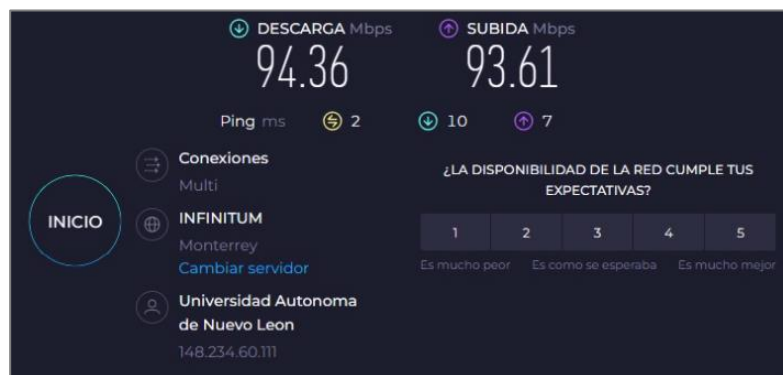 DESCARGA Mbps
94.36
SUBIDA Mbps
93.61
Ping ms 2 10 7
INICIO
Conexiones
Multi
INFINITUM
Monterrey
Cambiar servidor
Universidad Autonoma
de Nuevo Leon
148.234.60.111
¿LA DISPONIBILIDAD DE LA RED CUMPLE TUS
EXPECTATIVAS?
1 2 3 4 5
Es mucho peor Es como se esperaba Es mucho mejor